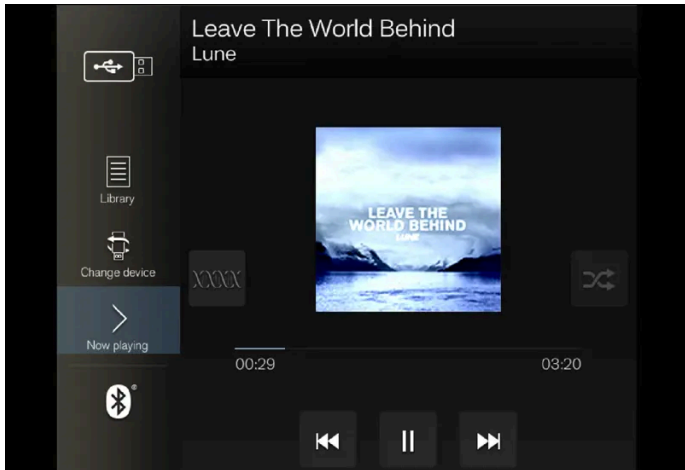 Leave The World Behind
Lune
Library
LEAVE THE
WORLD BEHIND
LUNE
Change device
Now playing
00:29
03:20